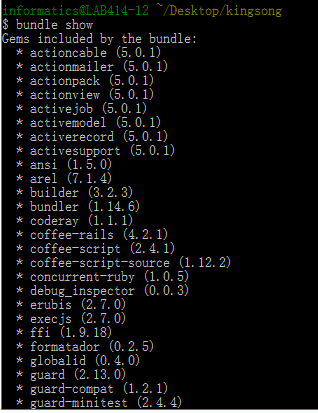 informatics@LAB414-12 ~/Desktop/kingsong
$ bundle show
Gems included by the bundle:
* actioncable (5.0.1)
* actionmailer (5.0.1)
* actionpack (5.0.1)
* actionview (5.0.1)
* activejob (5.0.1)
* activemodel (5.0.1)
* activerecord (5.0.1)
* activesupport (5.0.1)
* ansi (1.5.0)
* arel (7.1.4)
* builder (3.2.3)
* bundler (1.14.6)
* coderay (1.1.1)
* coffee-rails (4.2.1)
* coffee-script (2.4.1)
* coffee-script-source (1.12.2)
* concurrent-ruby (1.0.5)
* debug_inspector (0.0.3)
* erubis (2.7.0)
* execjs (2.7.0)
* ffi (1.9.18)
* formatador (0.2.5)
* globalid (0.4.0)
* guard (2.13.0)
* guard-compat (1.2.1)
* guard-minitest (2.4.4)